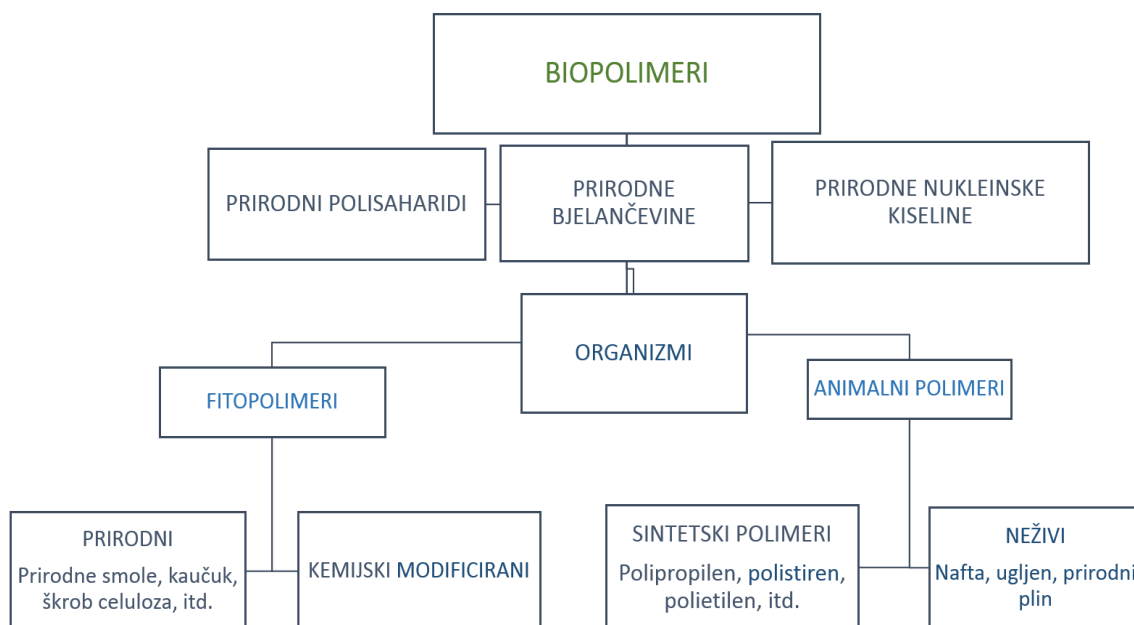 BIOPOLIMERI
PRIRODNI POLISAHARIDI
PRIRODNE
BJELANČEVINE
PRIRODNE NUKLEINSKE
KISELINE
ORGANIZMI
FITOPOLIMERI
ANIMALNI POLIMERI
PRIRODNI
Prirodne smole, kaučuk,
škrob celuloza, itd.
KEMIJSKI MODIFICIRANI
SINTETSKI POLIMERI
Polipropilen, polistiren,
polietilen, itd.
NEŽIVI
Nafta, ugljen, prirodni
plin